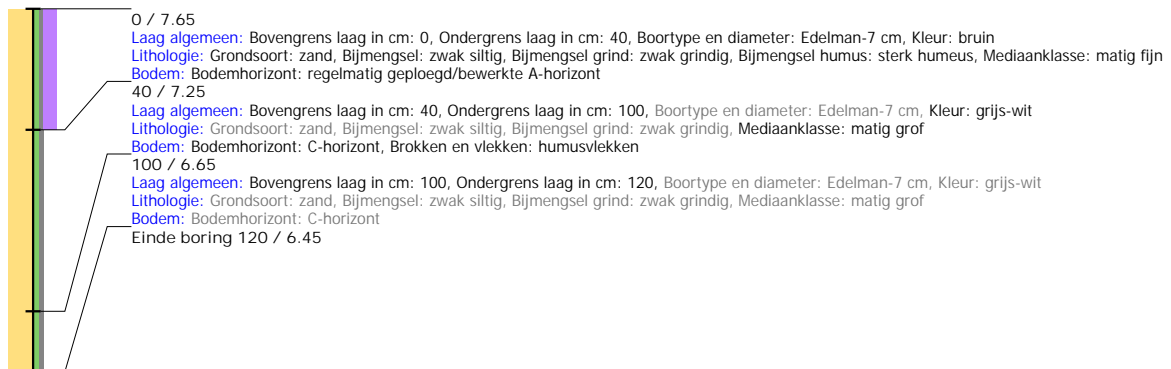 0 / 7.65
Laag algemeen: Bovengrens laag in cm: 0, Ondergrens laag in cm: 40, Boortype en diameter: Edelman-7 cm, Kleur: bruin
Lithologie: Grondsoort: zand, Bijmengsel: zwak siltig, Bijmengsel grind: zwak grindig, Bijmengsel humus: sterk humeus, Mediaanklasse: matig fijn
Bodem: Bodemhorizont: regelmatig geploegd/bewerkte A-horizont
40 / 7.25
Laag algemeen: Bovengrens laag in cm: 40, Ondergrens laag in cm: 100, Boortype en diameter: Edelman-7 cm, Kleur: grijs-wit
Lithologie: Grondsoort: zand, Bijmengsel: zwak siltig, Bijmengsel grind: zwak grindig, Mediaanklasse: matig grof
Bodem: Bodemhorizont: C-horizont, Brokken en vlekken: humusvlekken
100 / 6.65
Laag algemeen: Bovengrens laag in cm: 100, Ondergrens laag in cm: 120, Boortype en diameter: Edelman-7 cm, Kleur: grijs-wit
Lithologie: Grondsoort: zand, Bijmengsel: zwak siltig, Bijmengsel grind: zwak grindig, Mediaanklasse: matig grof
Bodem: Bodemhorizont: C-horizont
Einde boring 120 / 6.45